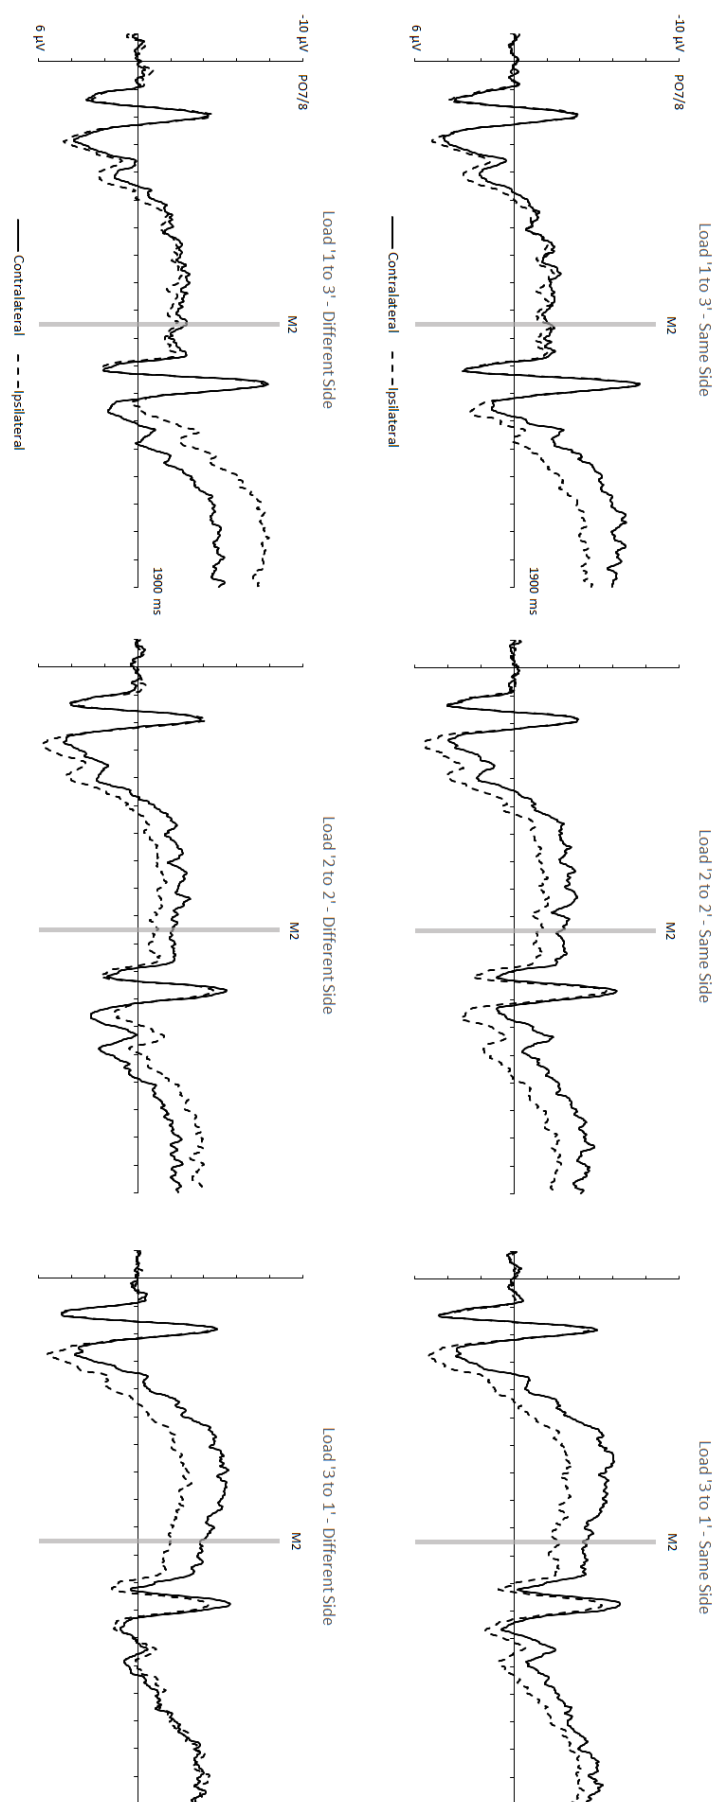 Load '1 to 3' - Same Side
Load '2 to 2' - Same Side
Load '3 to 1' - Same Side
-10 µV
PO7/8
M2
M2
M2
1900 ms
6 µV
Contralateral
Ipsilateral
Load '1 to 3' - Different Side
Load '2 to 2' - Different Side
Load '3 to 1' - Different Side
-10 µV
PO7/8
M2
M2
M2
1900 ms
6 µV
Contralateral
Ipsilateral